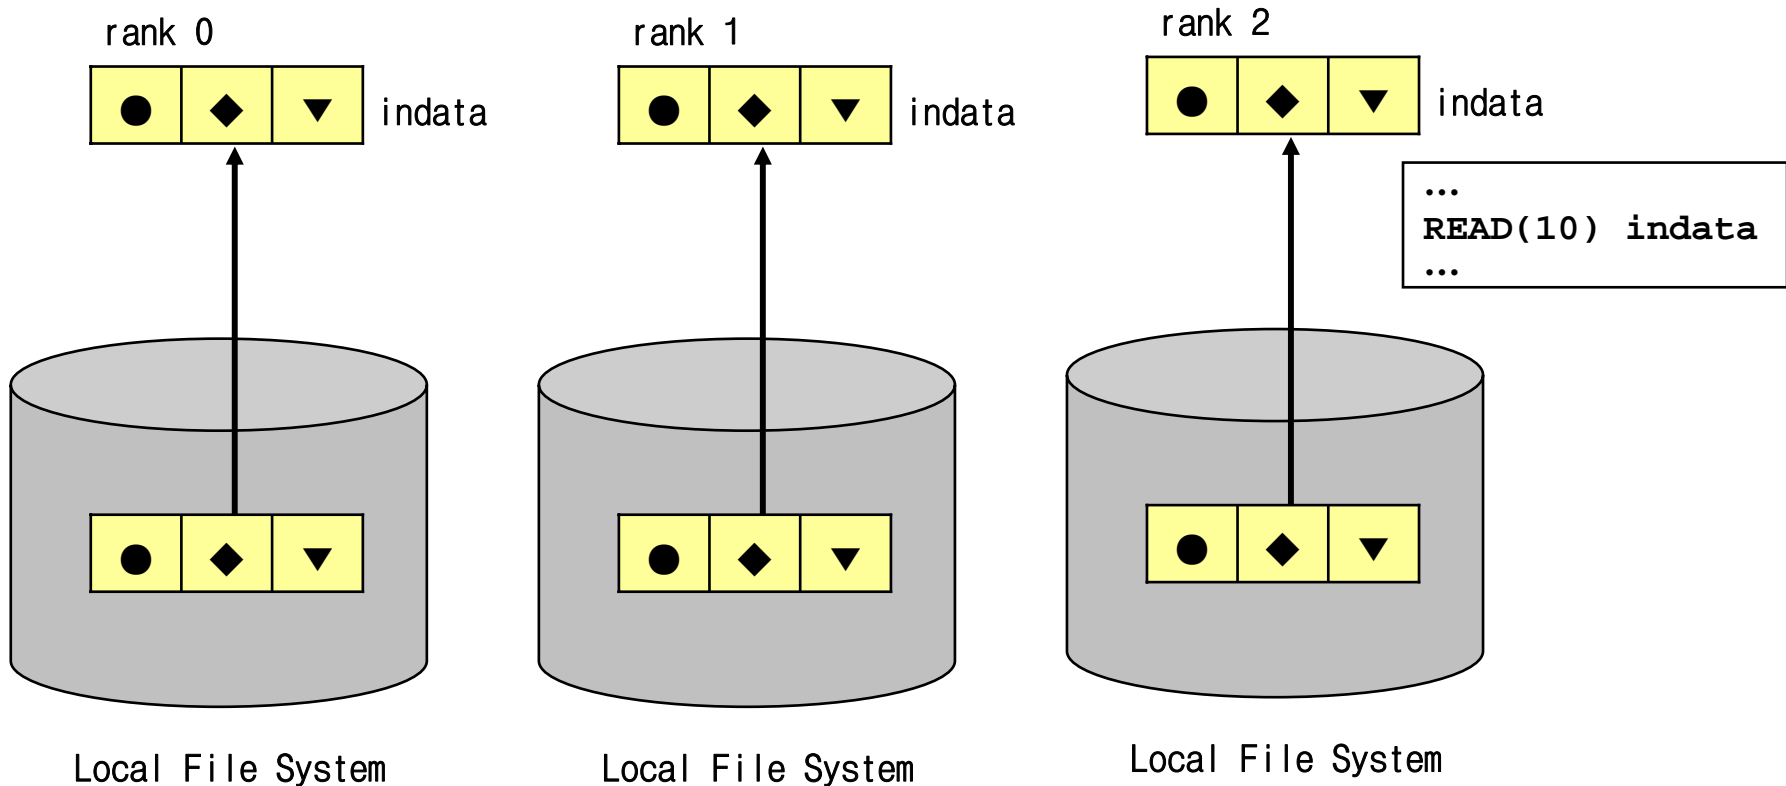 rank 0
rank 1
rank 2
indata
indata
indata
...
READ(10) indata
...
Local File System
Local File System
Local File System